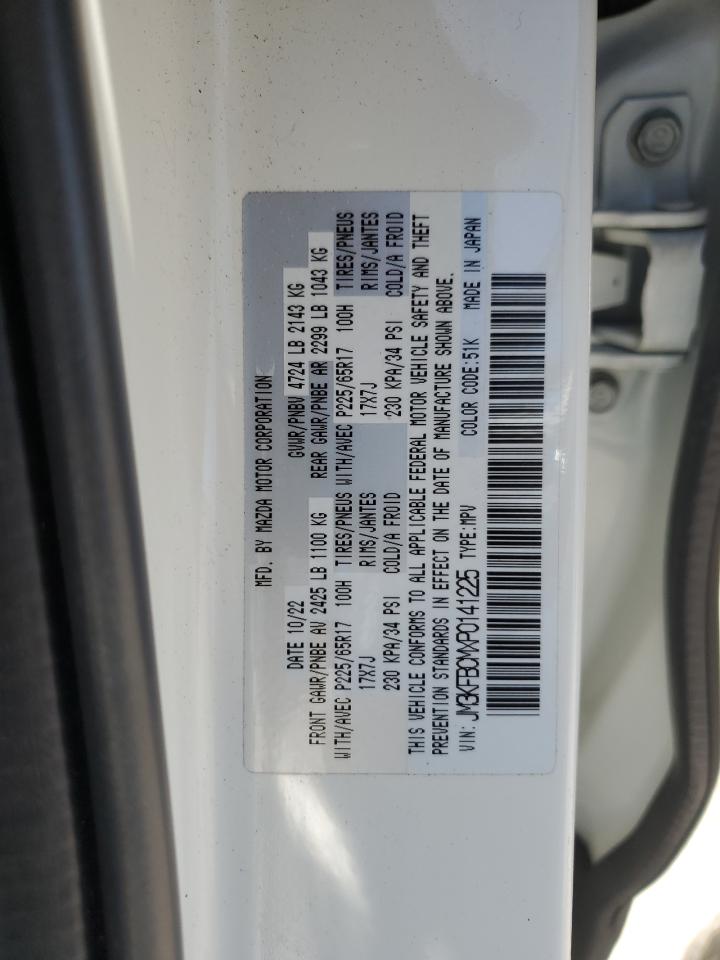 MFD. BY MAZDA MOTOR CORPORATION
DATE 10/22 GVWR/PNBV 4724 LB 2143 KG
FRONT GAWR/PNBE AV 2425 LB 1100 KG REAR GAWR/PNBE AR 2299 LB 1043 KG
WITH/AVEC P225/65R17 100H TIRES/PNEUS WITH/AVEC P225/65R17 100H TIRES/PNEUS
17X7J RIMS/JANTES 17X7J RIMS/JANTES
230 KPA/34 PSI COLD/A FROID 230 KPA/34 PSI COLD/A FROID
THIS VEHICLE CONFORMS TO ALL APPLICABLE FEDERAL MOTOR VEHICLE SAFETY AND THEFT
PREVENTION STANDARDS IN EFFECT ON THE DATE OF MANUFACTURE SHOWN ABOVE.
VIN: JM3KFBCMXP0141225 TYPE:MPV COLOR CODE:51K MADE IN JAPAN